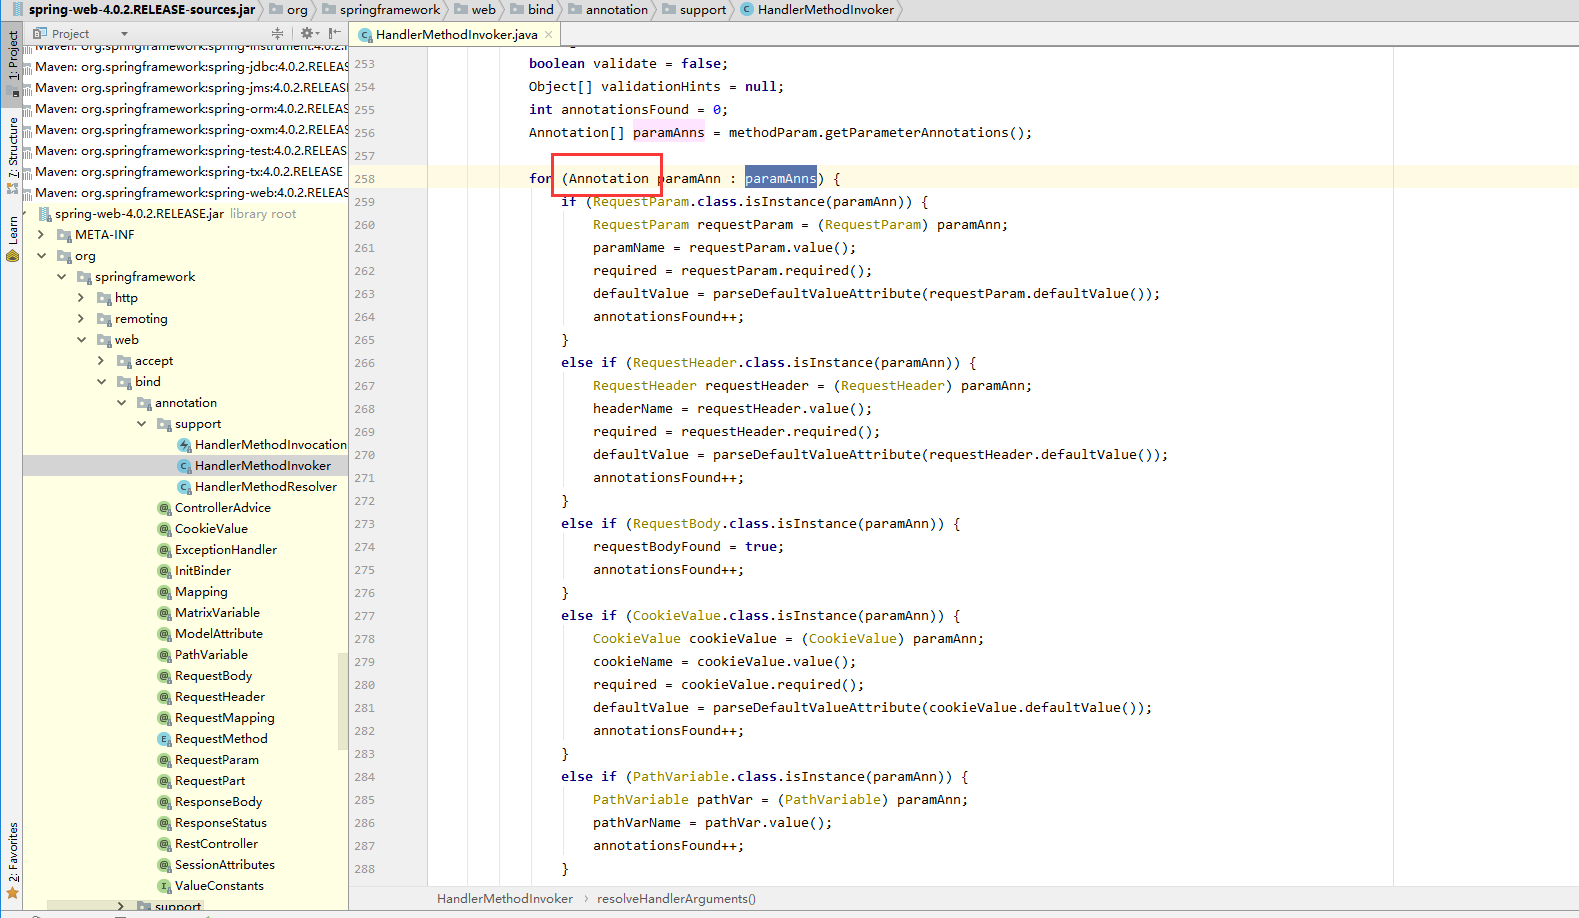 spring-web-4.0.2.RELEASE-sources.jar org springframework web bind annotation support HandlerMethodInvoker
Project
HandlerMethodInvoker.java
1: Project
7: Structure
Learn
2: Favorites
Maven: org.springframework:spring-instrument:4.0.2.RELEASE
Maven: org.springframework:spring-jdbc:4.0.2.RELEASE
Maven: org.springframework:spring-jms:4.0.2.RELEASE
Maven: org.springframework:spring-orm:4.0.2.RELEASE
Maven: org.springframework:spring-oxm:4.0.2.RELEASE
Maven: org.springframework:spring-test:4.0.2.RELEAS
Maven: org.springframework:spring-tx:4.0.2.RELEASE
Maven: org.springframework:spring-web:4.0.2.RELEASE
spring-web-4.0.2.RELEASE.jar library root
META-INF
org
springframework
http
remoting
web
accept
bind
annotation
support
HandlerMethodInvocation
HandlerMethodInvoker
HandlerMethodResolver
ControllerAdvice
CookieValue
ExceptionHandler
InitBinder
Mapping
MatrixVariable
ModelAttribute
PathVariable
RequestBody
RequestHeader
RequestMapping
RequestMethod
RequestParam
RequestPart
ResponseBody
ResponseStatus
RestController
SessionAttributes
ValueConstants
support
253 boolean validate = false;
254 Object[] validationHints = null;
255 int annotationsFound = 0;
256 Annotation[] paramAnns = methodParam.getParameterAnnotations();
257
258 for (Annotation paramAnn : paramAnns) {
259 if (RequestParam.class.isInstance(paramAnn)) {
260 RequestParam requestParam = (RequestParam) paramAnn;
261 paramName = requestParam.value();
262 required = requestParam.required();
263 defaultValue = parseDefaultValueAttribute(requestParam.defaultValue());
264 annotationsFound++;
265 }
266 else if (RequestHeader.class.isInstance(paramAnn)) {
267 RequestHeader requestHeader = (RequestHeader) paramAnn;
268 headerName = requestHeader.value();
269 required = requestHeader.required();
270 defaultValue = parseDefaultValueAttribute(requestHeader.defaultValue());
271 annotationsFound++;
272 }
273 else if (RequestBody.class.isInstance(paramAnn)) {
274 requestBodyFound = true;
275 annotationsFound++;
276 }
277 else if (CookieValue.class.isInstance(paramAnn)) {
278 CookieValue cookieValue = (CookieValue) paramAnn;
279 cookieName = cookieValue.value();
280 required = cookieValue.required();
281 defaultValue = parseDefaultValueAttribute(cookieValue.defaultValue());
282 annotationsFound++;
283 }
284 else if (PathVariable.class.isInstance(paramAnn)) {
285 PathVariable pathVar = (PathVariable) paramAnn;
286 pathVarName = pathVar.value();
287 annotationsFound++;
288 }
HandlerMethodInvoker resolveHandlerArguments()